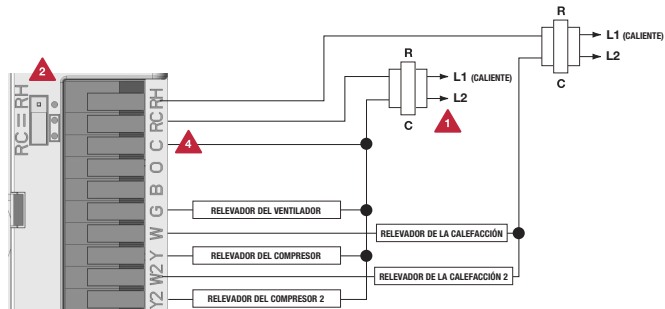 R
L1 (CALIENTE)
L2
C
R
L1 (CALIENTE)
L2
C
1
2
RC = RH
RH
RC
C
4
O
B
G
RELEVADOR DEL VENTILADOR
W
RELEVADOR DE LA CALEFACCIÓN
Y
RELEVADOR DEL COMPRESOR
W2
RELEVADOR DE LA CALEFACCIÓN 2
Y2
RELEVADOR DEL COMPRESOR 2